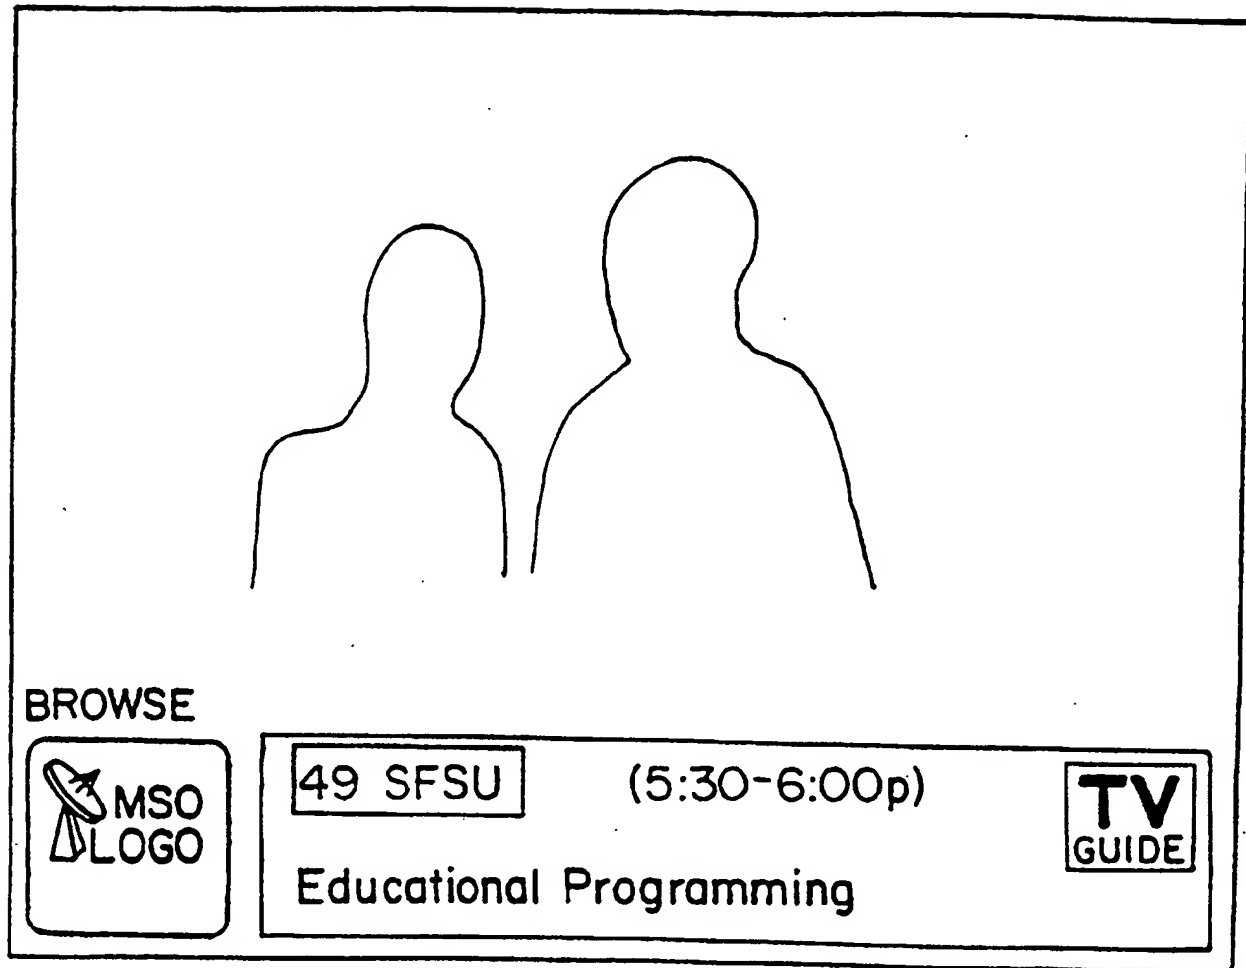 BROWSE
MSO
LOGO
49 SFSU (5:30-6:00p)
TV
GUIDE
Educational Programming